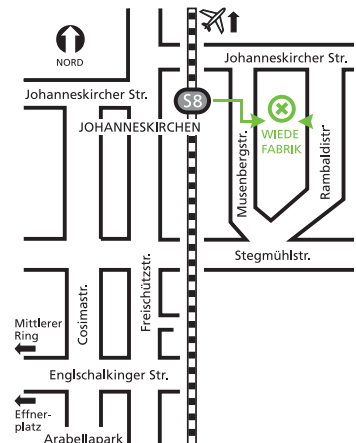 NORD
Johanneskircher Str.
Johanneskircher Str.
S8
JOHANNESKIRCHEN
WIEDE
FABRIK
Musenbergstr.
Rambaldistr
Stegmühlstr.
Freischützstr.
Cosimastr.
Mittlerer
Ring
Englschalkinger Str.
Effner-
platz
Arabellapark